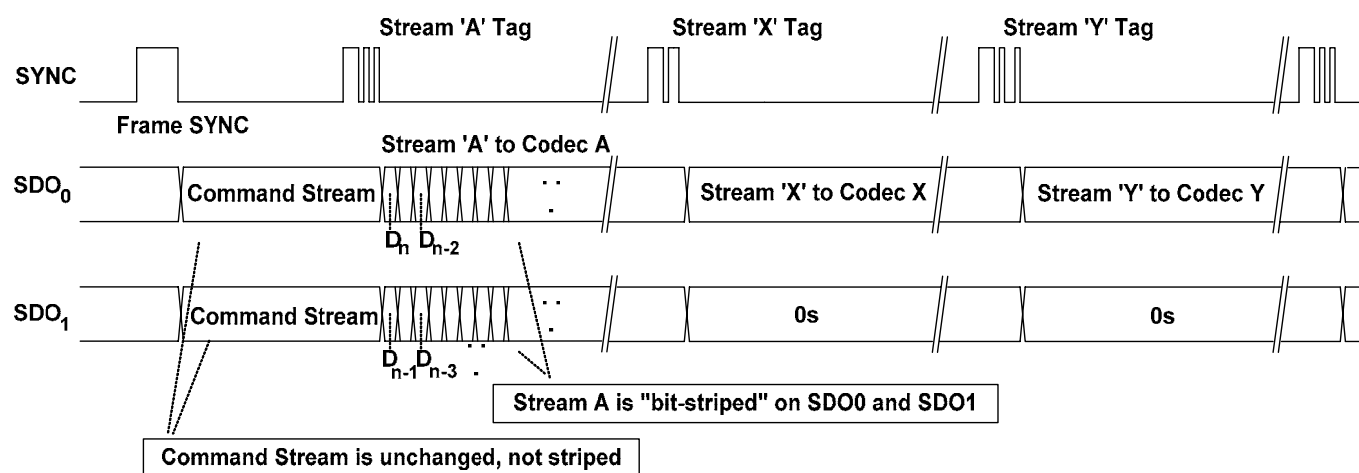 Stream 'A' Tag
Stream 'X' Tag
Stream 'Y' Tag
SYNC
Frame SYNC
Stream 'A' to Codec A
SDO0
Command Stream
. .
.
Stream 'X' to Codec X
Stream 'Y' to Codec Y
Dn
Dn-2
SDO1
Command Stream
. .
.
0s
0s
Dn-1
Dn-3
. .
.
Stream A is "bit-striped" on SDO0 and SDO1
Command Stream is unchanged, not striped